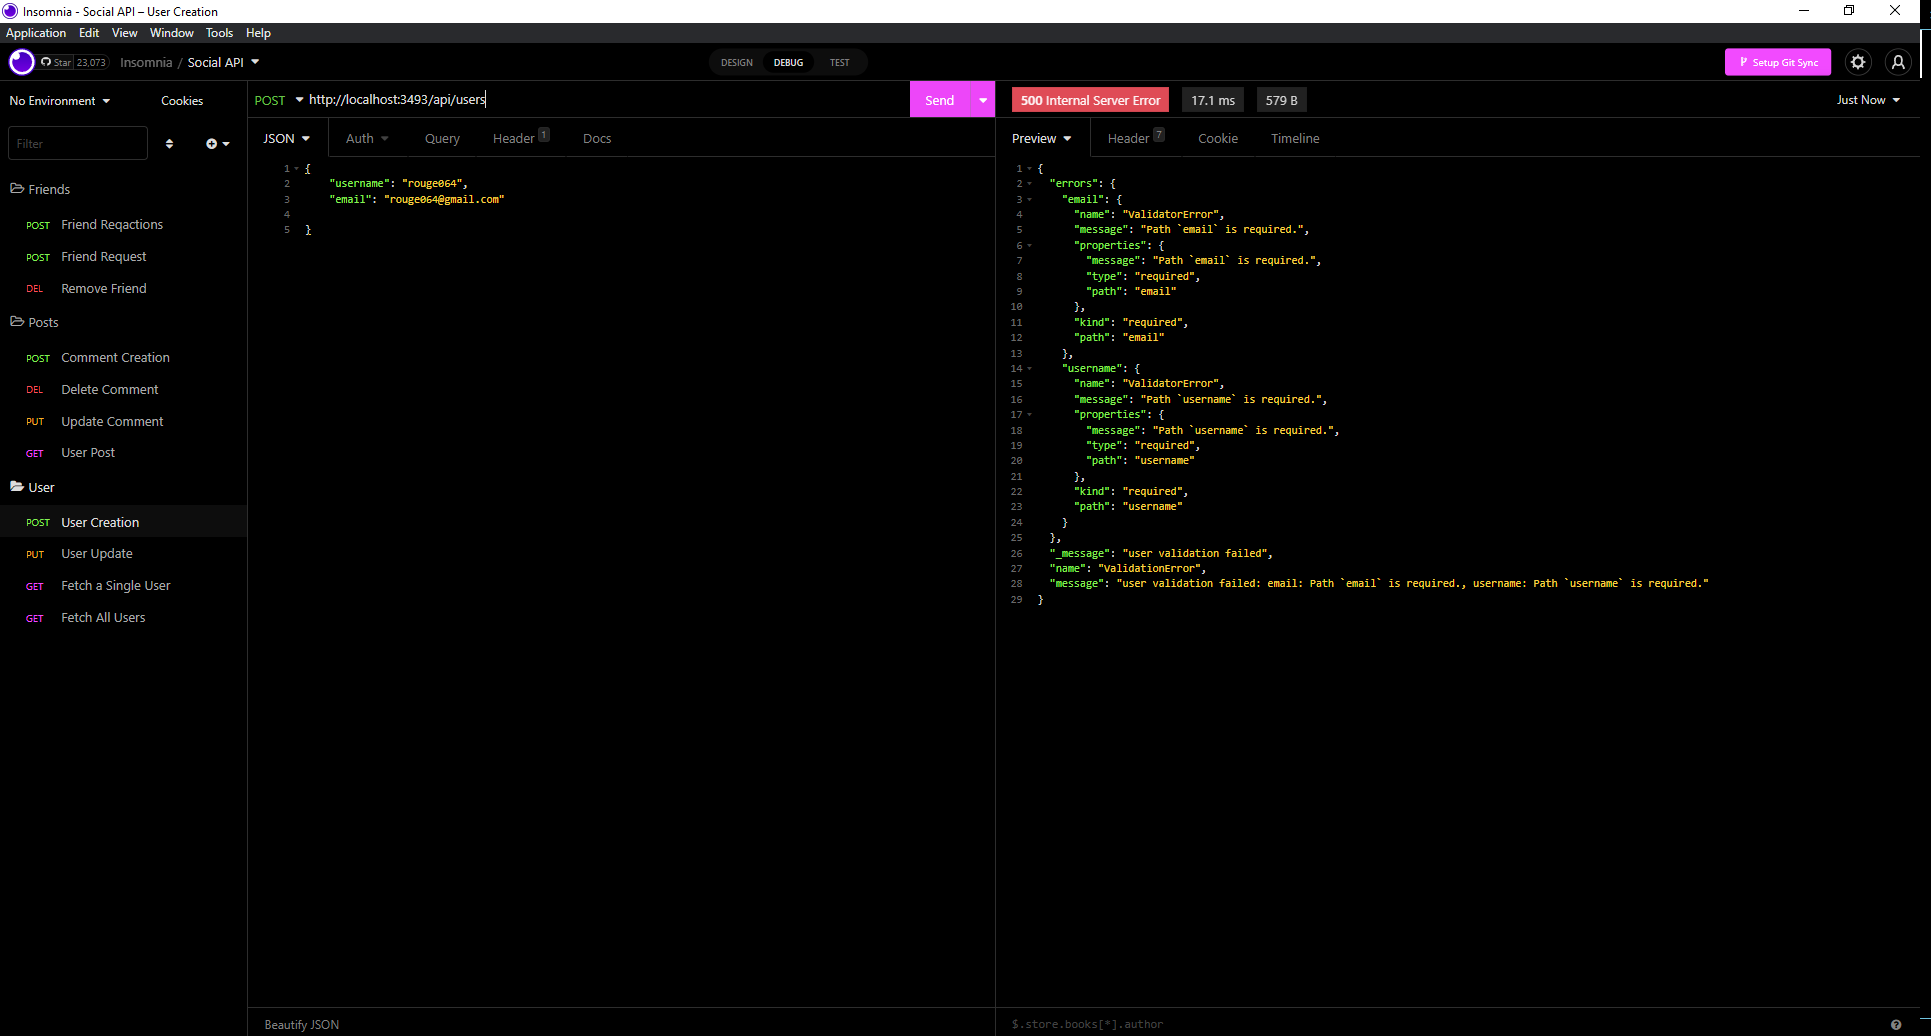 Insomnia - Social API – User Creation
Application Edit View Window Tools Help
Star 23,073 Insomnia / Social API
DESIGN DEBUG TEST
Setup Git Sync
No Environment Cookies
Filter
Friends
POST Friend Reqactions
POST Friend Request
DEL Remove Friend
Posts
POST Comment Creation
DEL Delete Comment
PUT Update Comment
GET User Post
User
POST User Creation
PUT User Update
GET Fetch a Single User
GET Fetch All Users
POST http://localhost:3493/api/users Send
JSON Auth Query Header 1 Docs
1 {
2 "username": "rouge064",
3 "email": "rouge064@gmail.com"
4
5 }
Beautify JSON
500 Internal Server Error 17.1 ms 579 B Just Now
Preview Header 7 Cookie Timeline
1 {
2 "errors": {
3 "email": {
4 "name": "ValidatorError",
5 "message": "Path `email` is required.",
6 "properties": {
7 "message": "Path `email` is required.",
8 "type": "required",
9 "path": "email"
10 },
11 "kind": "required",
12 "path": "email"
13 },
14 "username": {
15 "name": "ValidatorError",
16 "message": "Path `username` is required.",
17 "properties": {
18 "message": "Path `username` is required.",
19 "type": "required",
20 "path": "username"
21 },
22 "kind": "required",
23 "path": "username"
24 }
25 },
26 "_message": "user validation failed",
27 "name": "ValidationError",
28 "message": "user validation failed: email: Path `email` is required., username: Path `username` is required."
29 }
$.store.books[*].author